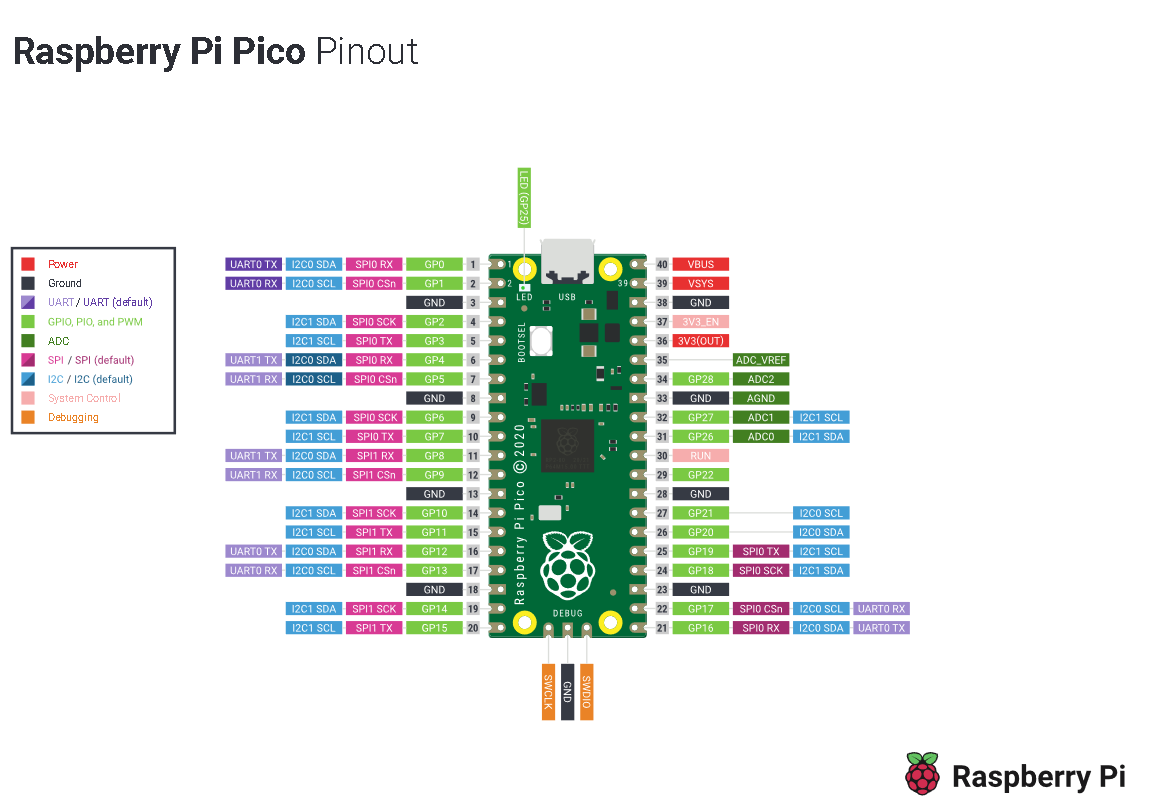 Raspberry Pi Pico Pinout
LED (GP25)
Power
Ground
UART / UART (default)
GPIO, PIO, and PWM
ADC
SPI / SPI (default)
I2C / I2C (default)
System Control
Debugging
UART0 TX I2C0 SDA SPI0 RX GP0 1
UART0 RX I2C0 SCL SPI0 CSn GP1 2
GND 3
I2C1 SDA SPI0 SCK GP2 4
I2C1 SCL SPI0 TX GP3 5
UART1 TX I2C0 SDA SPI0 RX GP4 6
UART1 RX I2C0 SCL SPI0 CSn GP5 7
GND 8
I2C1 SDA SPI0 SCK GP6 9
I2C1 SCL SPI0 TX GP7 10
UART1 TX I2C0 SDA SPI1 RX GP8 11
UART1 RX I2C0 SCL SPI1 CSn GP9 12
GND 13
I2C1 SDA SPI1 SCK GP10 14
I2C1 SCL SPI1 TX GP11 15
UART0 TX I2C0 SDA SPI1 RX GP12 16
UART0 RX I2C0 SCL SPI1 CSn GP13 17
GND 18
I2C1 SDA SPI1 SCK GP14 19
I2C1 SCL SPI1 TX GP15 20
1
2
39
LED
USB
BOOTSEL
Raspberry Pi Pico ©2020
DEBUG
40 VBUS
39 VSYS
38 GND
37 3V3_EN
36 3V3(OUT)
35 ADC_VREF
34 GP28 ADC2
33 GND AGND
32 GP27 ADC1 I2C1 SCL
31 GP26 ADC0 I2C1 SDA
30 RUN
29 GP22
28 GND
27 GP21 I2C0 SCL
26 GP20 I2C0 SDA
25 GP19 SPI0 TX I2C1 SCL
24 GP18 SPI0 SCK I2C1 SDA
23 GND
22 GP17 SPI0 CSn I2C0 SCL UART0 RX
21 GP16 SPI0 RX I2C0 SDA UART0 TX
SWCLK
GND
SWDIO
Raspberry Pi